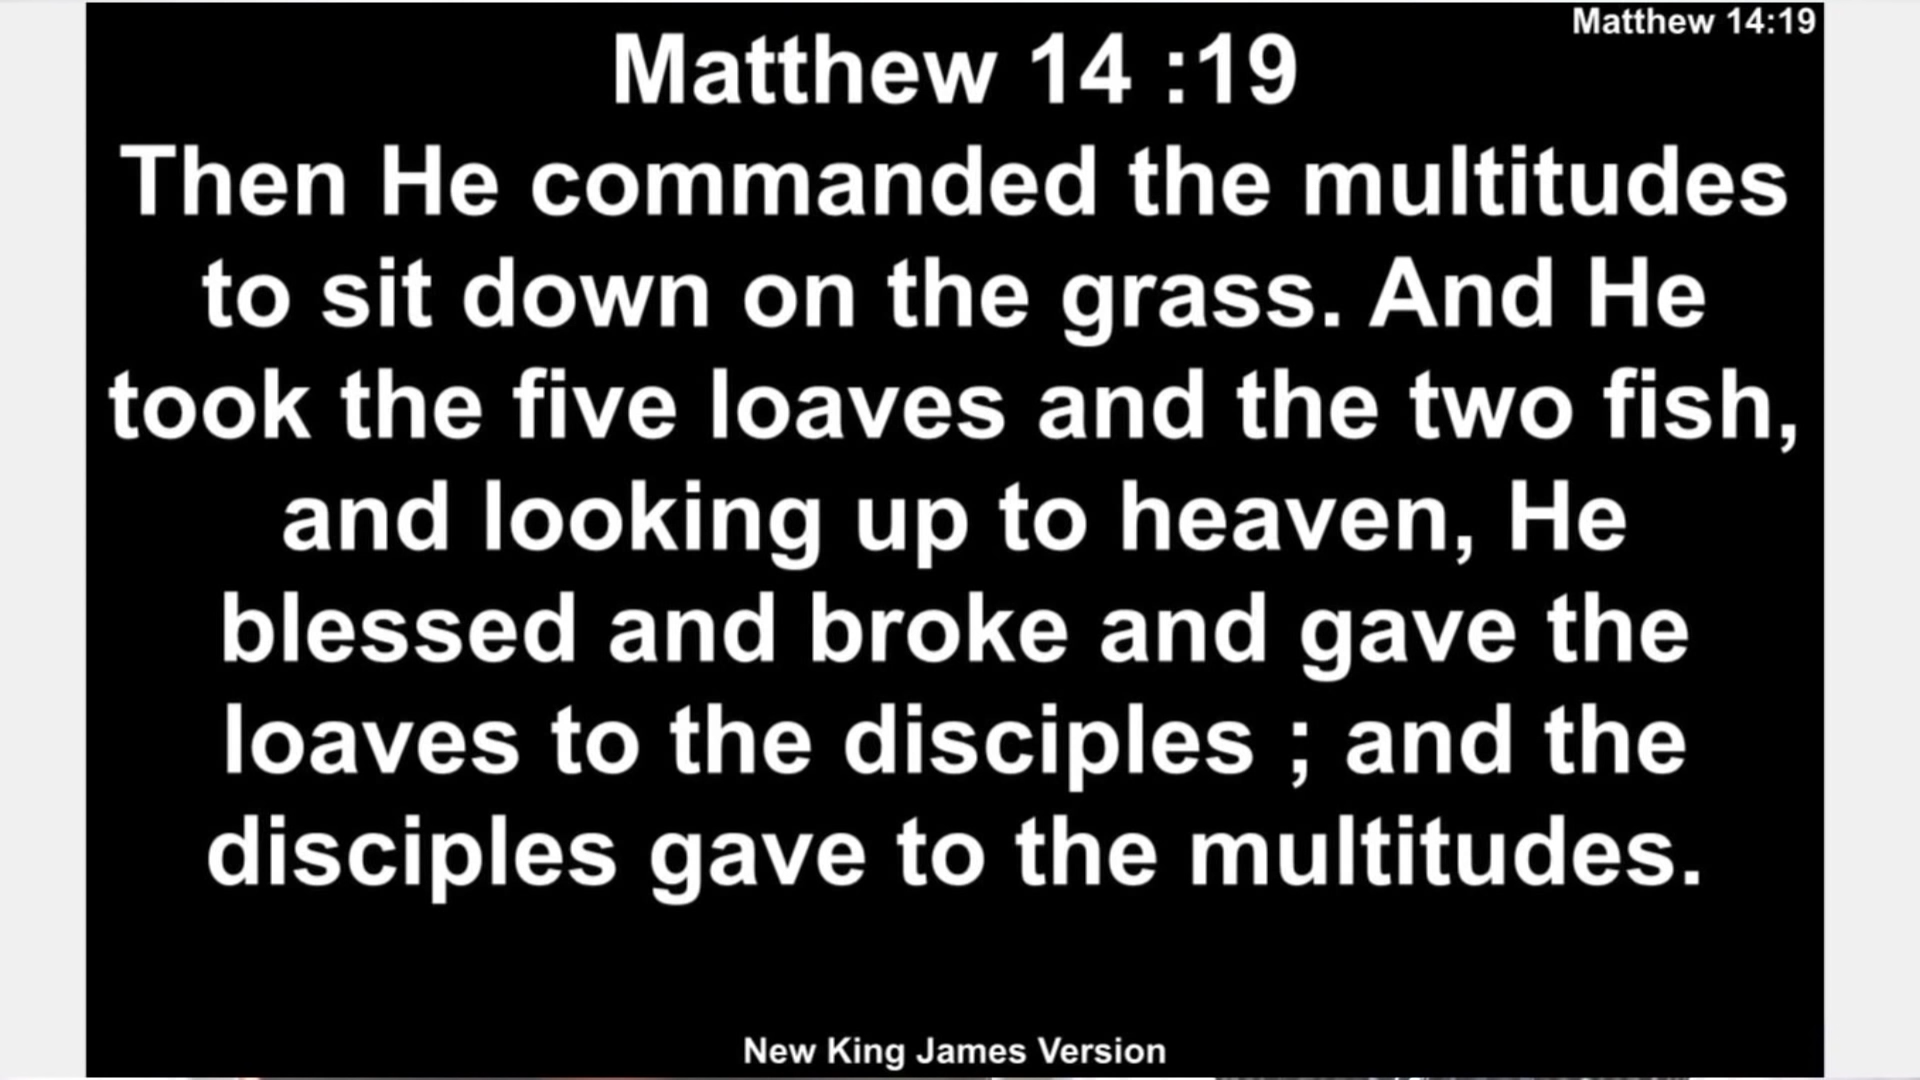 Matthew 14:19
Matthew 14 :19
Then He commanded the multitudes
to sit down on the grass. And He
took the five loaves and the two fish,
and looking up to heaven, He
blessed and broke and gave the
loaves to the disciples ; and the
disciples gave to the multitudes.
New King James Version